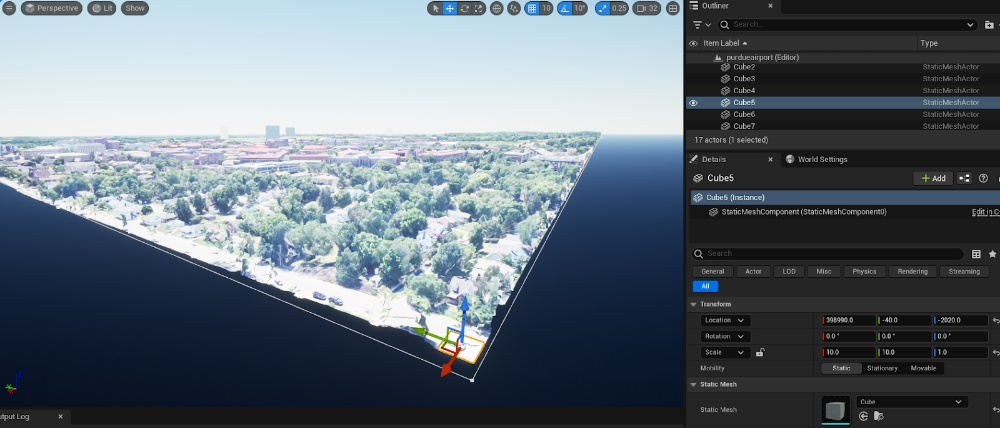 Perspective Lit Show 10 10° 0.25 32
Outliner
Search...
Item Label Type
purdueairport (Editor)
Cube2 StaticMeshActor
Cube3 StaticMeshActor
Cube4 StaticMeshActor
Cube5 StaticMeshActor
Cube6 StaticMeshActor
Cube7 StaticMeshActor
17 actors (1 selected)
Details World Settings
Cube5
+ Add
Cube5 (Instance)
StaticMeshComponent (StaticMeshComponent0) Edit in C
Search
General Actor LOD Misc Physics Rendering Streaming
All
Transform
Location 398990.0 -40.0 -2020.0
Rotation 0.0° 0.0° 0.0°
Scale 10.0 10.0 1.0
Mobility Static Stationary Movable
Static Mesh
Static Mesh Cube
utput Log